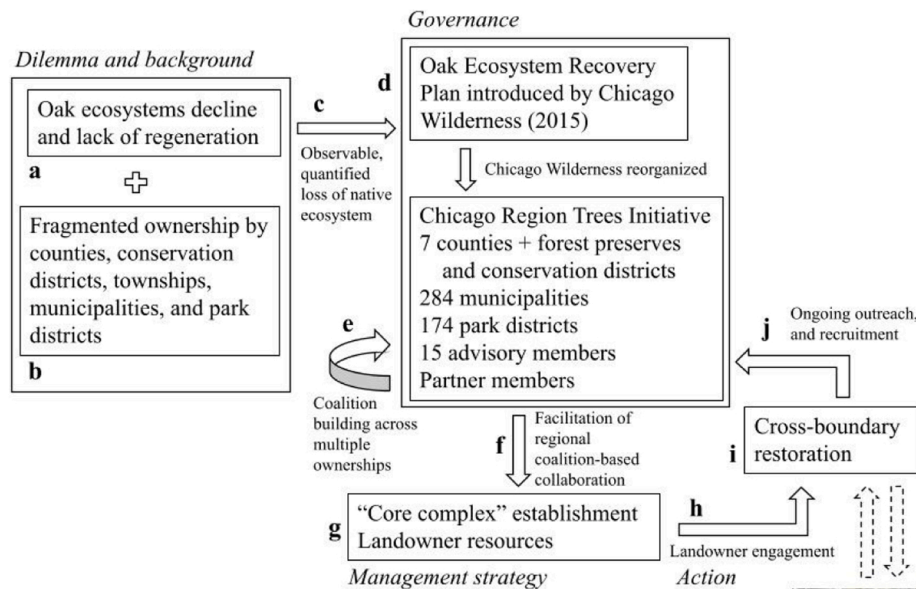 Governance
Dilemma and background
Oak ecosystems decline
and lack of regeneration
a
Fragmented ownership by
counties, conservation
districts, townships,
municipalities, and park
districts
b
c
Observable,
quantified
loss of native
ecosystem
d
Oak Ecosystem Recovery
Plan introduced by Chicago
Wilderness (2015)
Chicago Wilderness reorganized
Chicago Region Trees Initiative
7 counties + forest preserves
and conservation districts
284 municipalities
174 park districts
15 advisory members
Partner members
e
Coalition
building across
multiple
ownerships
f
Facilitation of
regional
coalition-based
collaboration
g
“Core complex” establishment
Landowner resources
Management strategy
h
Landowner engagement
Action
i
Cross-boundary
restoration
j
Ongoing outreach,
and recruitment